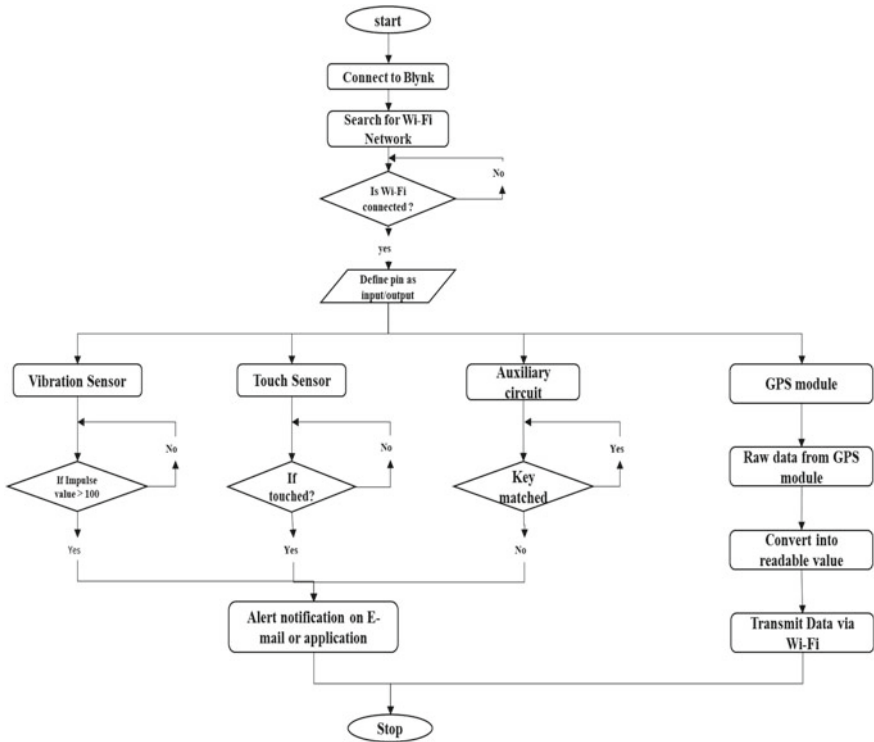 start
Connect to Blynk
Search for Wi-Fi
Network
No
Is Wi-Fi
connected ?
yes
Define pin as
input/output
Vibration Sensor
Touch Sensor
Auxiliary
circuit
GPS module
No
No
Yes
If Impulse
value > 100
If
touched?
Key
matched
Raw data from GPS
module
Yes
Yes
No
Convert into
readable value
Alert notification on E-
mail or application
Transmit Data via
Wi-Fi
Stop